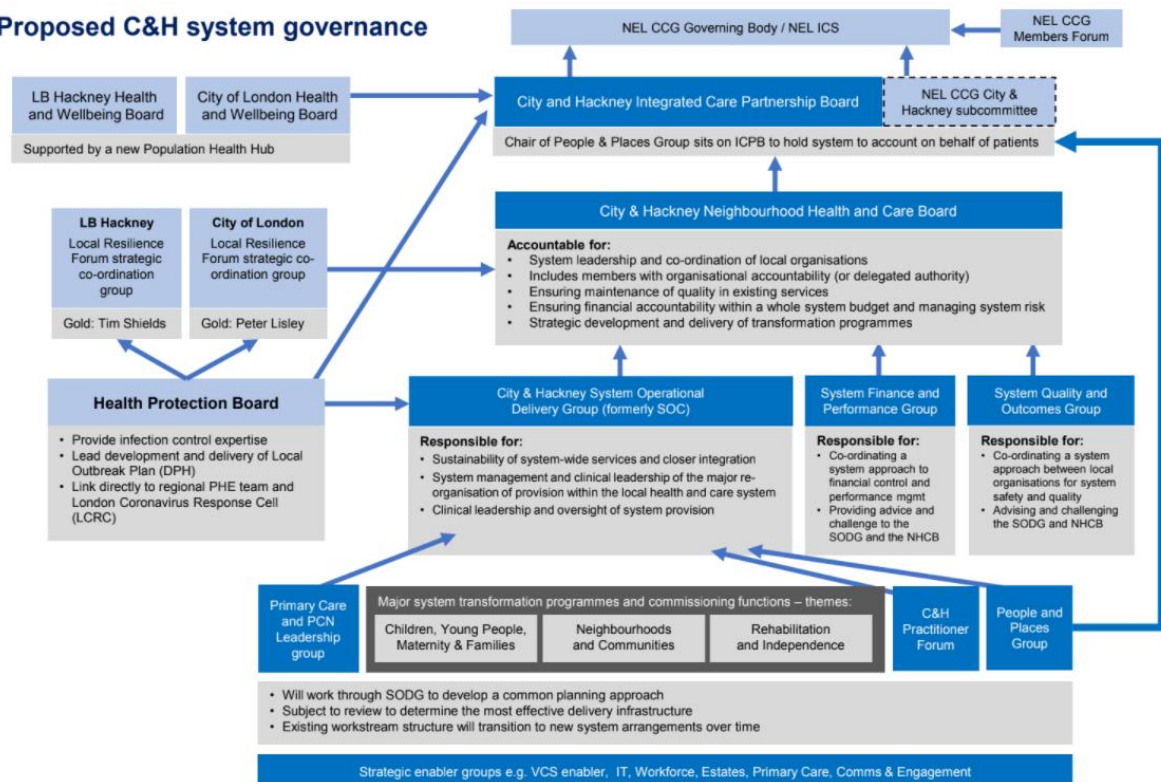 Proposed C&H system governance
NEL CCG Governing Body / NEL ICS
NEL CCG
Members Forum
LB Hackney Health
and Wellbeing Board
City of London Health
and Wellbeing Board
Supported by a new Population Health Hub
City and Hackney Integrated Care Partnership Board
NEL CCG City &
Hackney subcommittee
Chair of People & Places Group sits on ICPB to hold system to account on behalf of patients
LB Hackney
Local Resilience
Forum strategic
co-ordination
group
Gold: Tim Shields
City of London
Local Resilience
Forum strategic co-
ordination group
Gold: Peter Lisley
City & Hackney Neighbourhood Health and Care Board
Accountable for:
• System leadership and co-ordination of local organisations
• Includes members with organisational accountability (or delegated authority)
• Ensuring maintenance of quality in existing services
• Ensuring financial accountability within a whole system budget and managing system risk
• Strategic development and delivery of transformation programmes
Health Protection Board
• Provide infection control expertise
• Lead development and delivery of Local
Outbreak Plan (DPH)
• Link directly to regional PHE team and
London Coronavirus Response Cell
(LCRC)
City & Hackney System Operational
Delivery Group (formerly SOC)
Responsible for:
• Sustainability of system-wide services and closer integration
• System management and clinical leadership of the major re-
organisation of provision within the local health and care system
• Clinical leadership and oversight of system provision
System Finance and
Performance Group
Responsible for:
• Co-ordinating a
system approach to
financial control and
performance mgmt
• Providing advice and
challenge to the
SODG and the NHCB
System Quality and
Outcomes Group
Responsible for:
• Co-ordinating a system
approach between local
organisations for system
safety and quality
• Advising and challenging
the SODG and NHCB
Primary Care
and PCN
Leadership
group
Major system transformation programmes and commissioning functions – themes:
Children, Young People,
Maternity & Families
Neighbourhoods
and Communities
Rehabilitation
and Independence
C&H
Practitioner
Forum
People and
Places
Group
• Will work through SODG to develop a common planning approach
• Subject to review to determine the most effective delivery infrastructure
• Existing workstream structure will transition to new system arrangements over time
Strategic enabler groups e.g. VCS enabler, IT, Workforce, Estates, Primary Care, Comms & Engagement